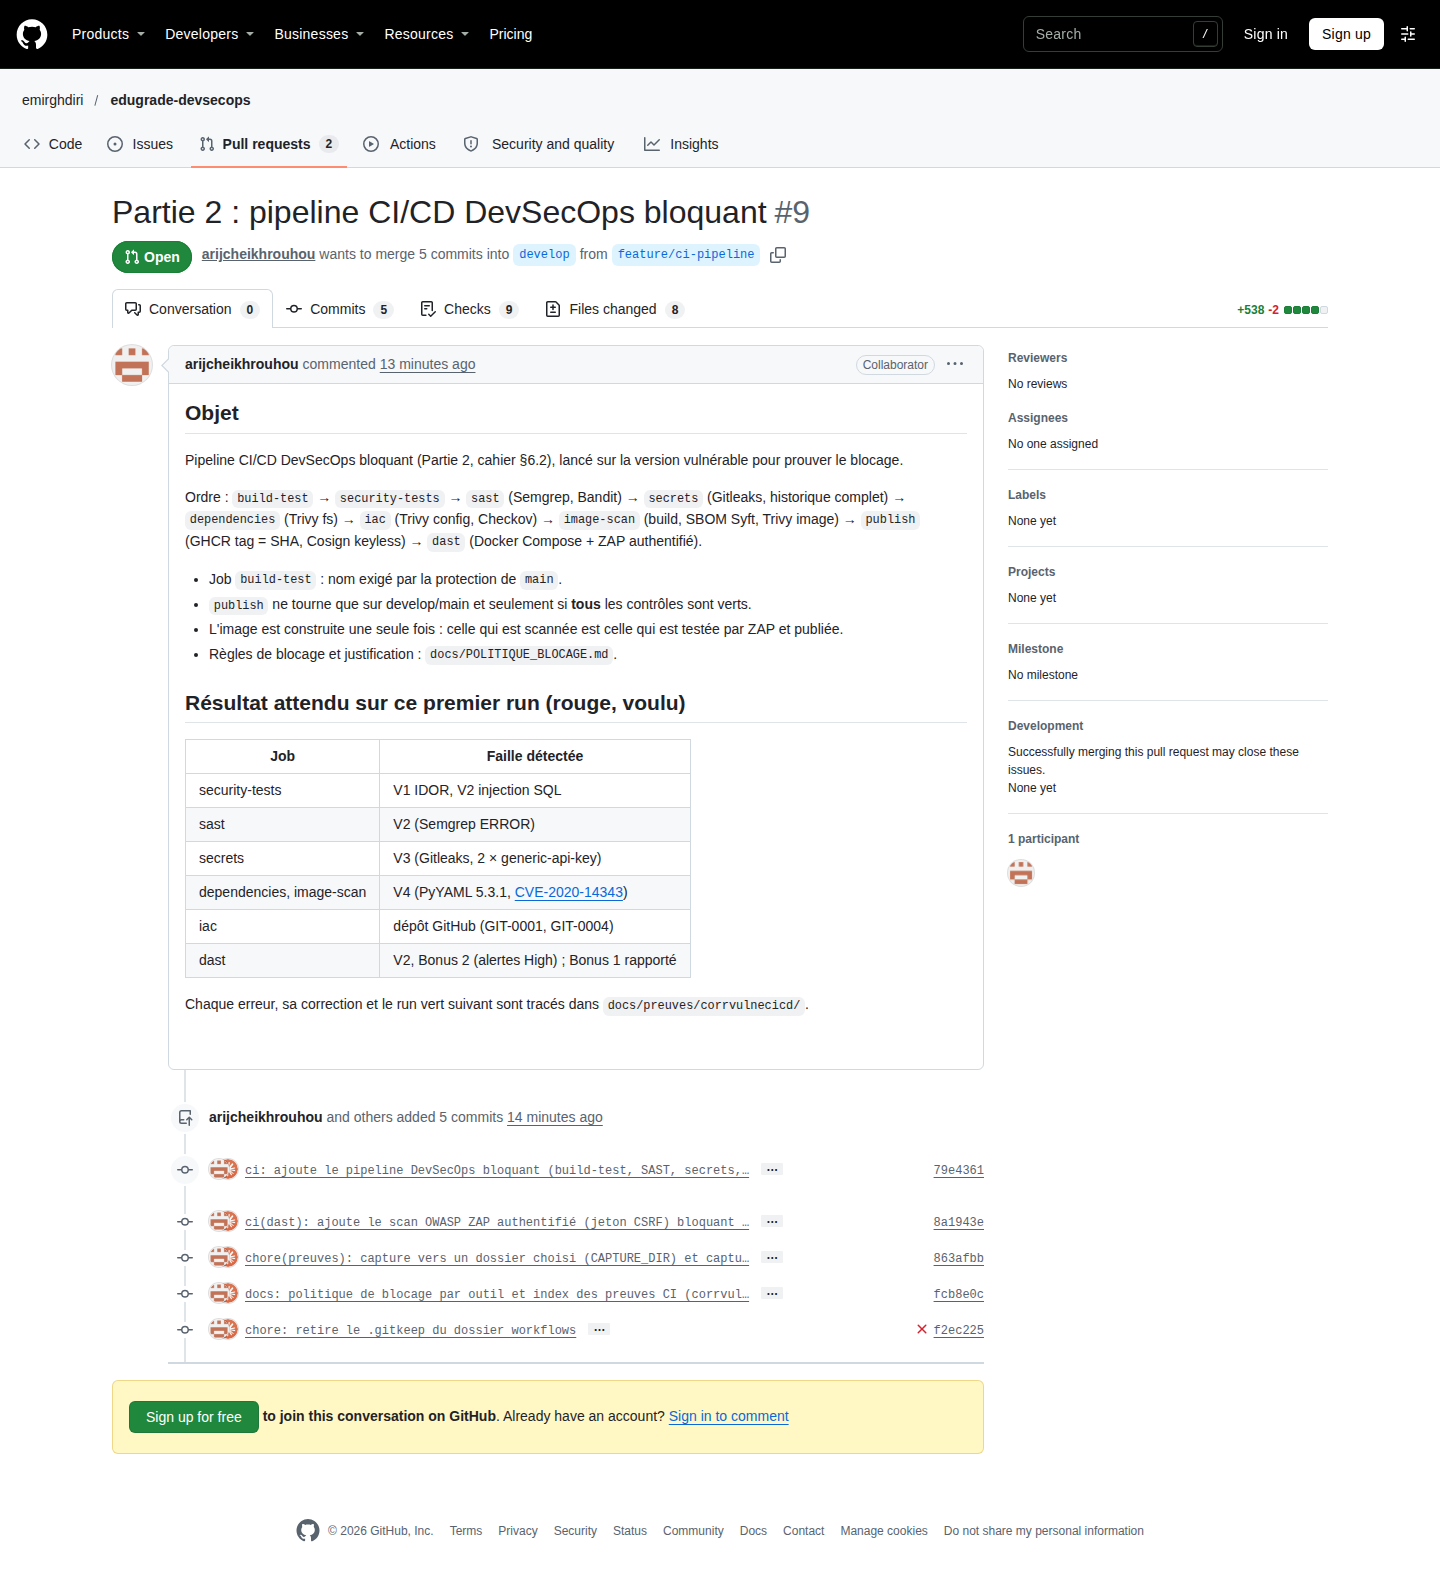 Products Developers Businesses Resources Pricing Search / Sign in Sign up
emirghdiri / edugrade-devsecops
Code Issues Pull requests 2 Actions Security and quality Insights
Partie 2 : pipeline CI/CD DevSecOps bloquant #9
Open arijcheikhrouhou wants to merge 5 commits into develop from feature/ci-pipeline
Conversation 0 Commits 5 Checks 9 Files changed 8 +538 -2
arijcheikhrouhou commented 13 minutes ago Collaborator
Objet
Pipeline CI/CD DevSecOps bloquant (Partie 2, cahier §6.2), lancé sur la version vulnérable pour prouver le blocage.
Ordre : build-test → security-tests → sast (Semgrep, Bandit) → secrets (Gitleaks, historique complet) →
dependencies (Trivy fs) → iac (Trivy config, Checkov) → image-scan (build, SBOM Syft, Trivy image) → publish
(GHCR tag = SHA, Cosign keyless) → dast (Docker Compose + ZAP authentifié).
• Job build-test : nom exigé par la protection de main.
• publish ne tourne que sur develop/main et seulement si tous les contrôles sont verts.
• L'image est construite une seule fois : celle qui est scannée est celle qui est testée par ZAP et publiée.
• Règles de blocage et justification : docs/POLITIQUE_BLOCAGE.md.
Résultat attendu sur ce premier run (rouge, voulu)
Job Faille détectée
security-tests V1 IDOR, V2 injection SQL
sast V2 (Semgrep ERROR)
secrets V3 (Gitleaks, 2 × generic-api-key)
dependencies, image-scan V4 (PyYAML 5.3.1, CVE-2020-14343)
iac dépôt GitHub (GIT-0001, GIT-0004)
dast V2, Bonus 2 (alertes High) ; Bonus 1 rapporté
Chaque erreur, sa correction et le run vert suivant sont tracés dans docs/preuves/corrvulnecicd/.
arijcheikhrouhou and others added 5 commits 14 minutes ago
ci: ajoute le pipeline DevSecOps bloquant (build-test, SAST, secrets,… … 79e4361
ci(dast): ajoute le scan OWASP ZAP authentifié (jeton CSRF) bloquant … … 8a1943e
chore(preuves): capture vers un dossier choisi (CAPTURE_DIR) et captu… … 863afbb
docs: politique de blocage par outil et index des preuves CI (corrvul… … fcb8e0c
chore: retire le .gitkeep du dossier workflows … f2ec225
Sign up for free to join this conversation on GitHub. Already have an account? Sign in to comment
Reviewers
No reviews
Assignees
No one assigned
Labels
None yet
Projects
None yet
Milestone
No milestone
Development
Successfully merging this pull request may close these
issues.
None yet
1 participant
© 2026 GitHub, Inc. Terms Privacy Security Status Community Docs Contact Manage cookies Do not share my personal information